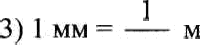 3) 1 мм = 1/ м